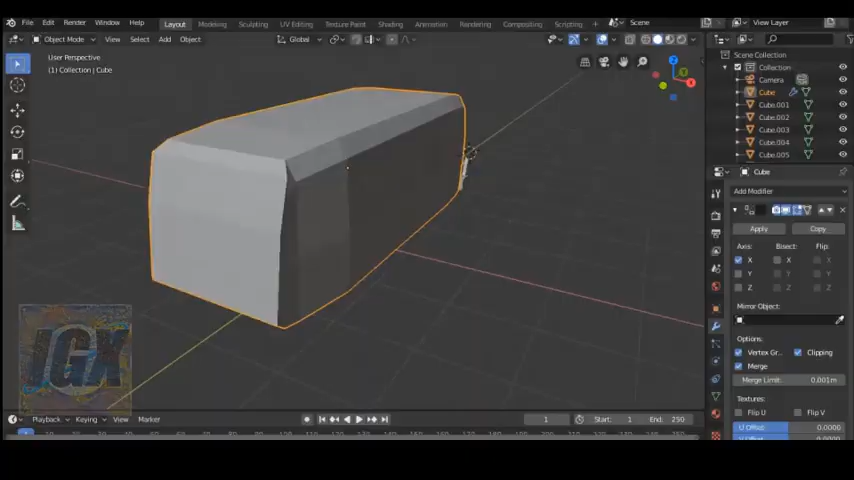 File Edit Render Window Help Layout Modeling Sculpting UV Editing Texture Paint Shading Animation Rendering Compositing Scripting Scene View Layer
Object Mode View Select Add Object Global
User Perspective
(1) Collection | Cube
Z
Y
X
Scene Collection
Collection
Camera
Cube
Cube.001
Cube.002
Cube.003
Cube.004
Cube.005
Cube
Add Modifier
Apply Copy
Axis: Bisect: Flip:
X X X
Y Y Y
Z Z Z
Mirror Object:
Options:
Vertex Gr.. Clipping
Merge
Merge Limit: 0.001m
Textures:
Flip U Flip V
U Offset: 0.0000
JGX
Playback Keying View Marker 1 Start: 1 End: 250